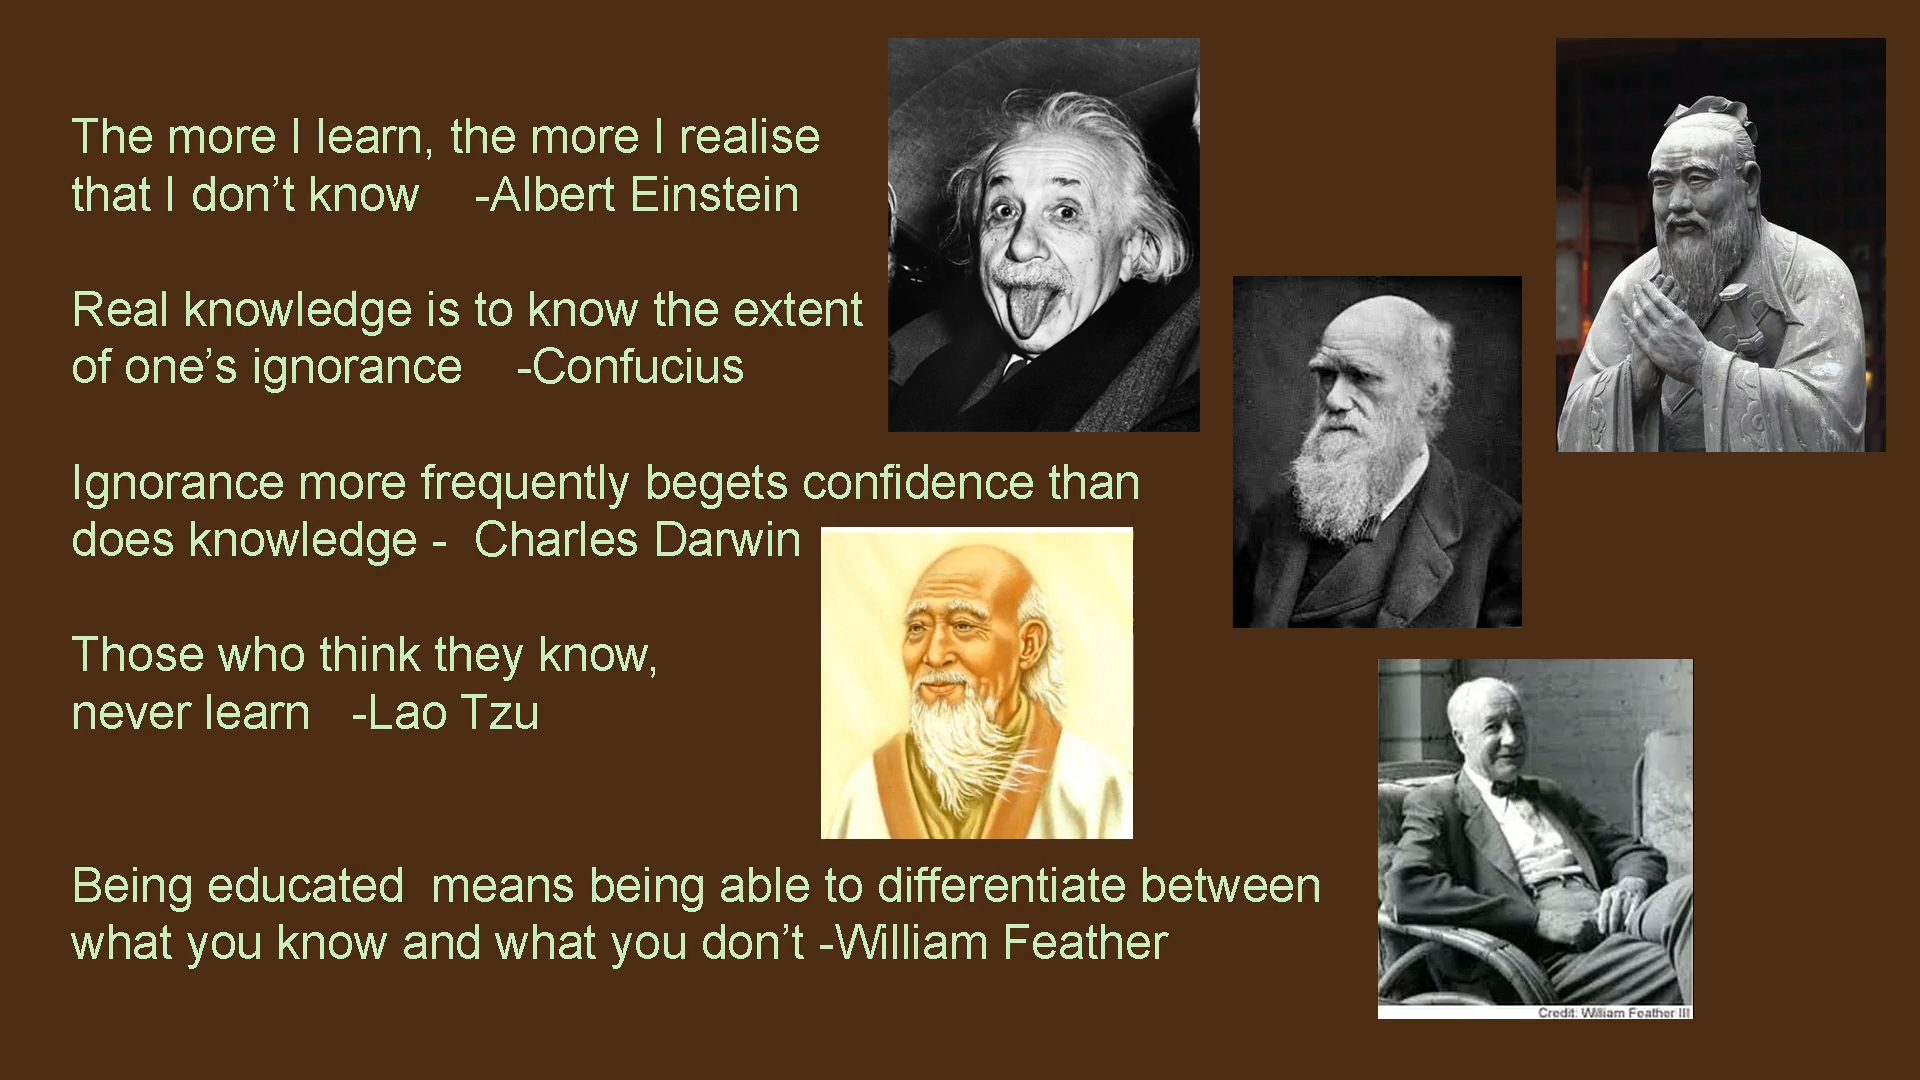 The more I learn, the more I realise
that I don’t know -Albert Einstein
Real knowledge is to know the extent
of one’s ignorance -Confucius
Ignorance more frequently begets confidence than
does knowledge - Charles Darwin
Those who think they know,
never learn -Lao Tzu
Being educated means being able to differentiate between
what you know and what you don’t -William Feather
Credit: William Feather III